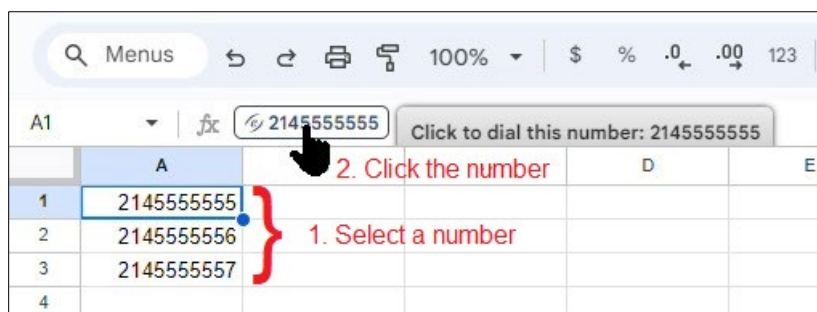 Menus 100% $ % .0 .00 123
A1 fx 2145555555 Click to dial this number: 2145555555
A D E
2. Click the number
1 2145555555
2 2145555556 1. Select a number
3 2145555557
4